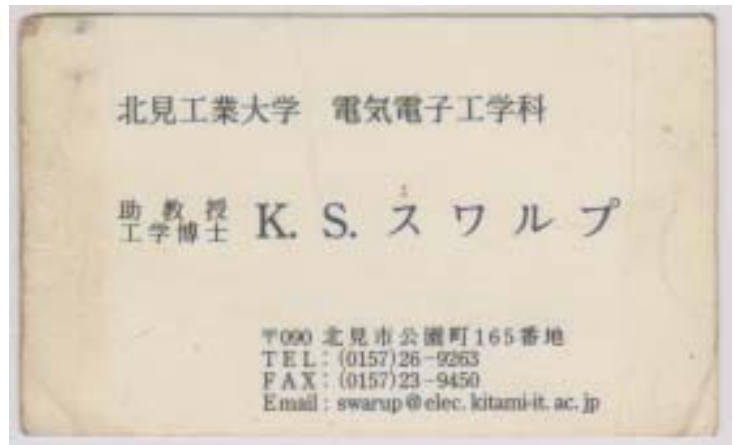 北見工業大学 電気電子工学科
助教授
工学博士 K. S. スワルプ
〒090 北見市公園町165番地
TEL: (0157)26-9263
FAX: (0157)23-9450
Email: swarup@elec.kitami-it.ac.jp